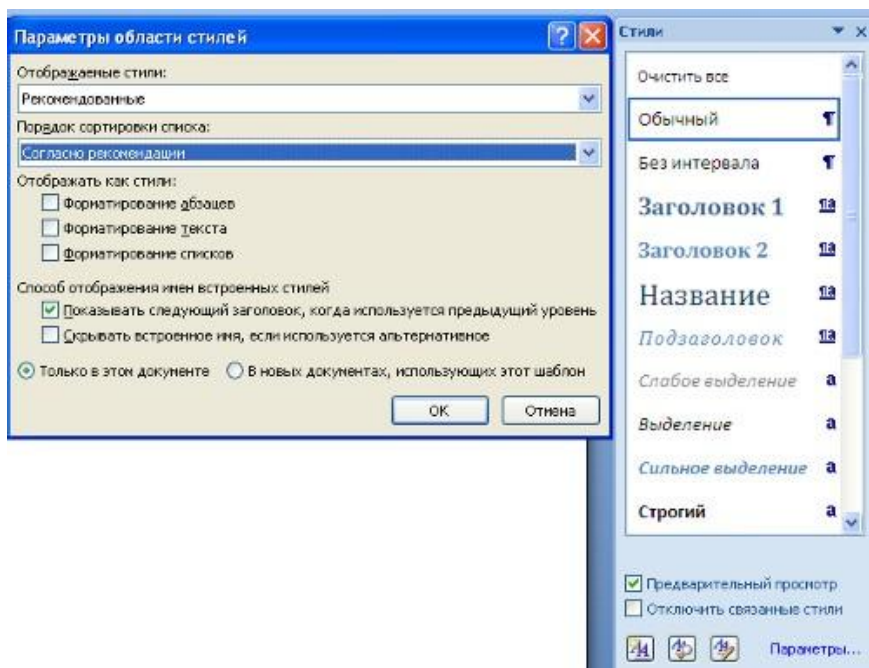 Параметры области стилей
Отображаемые стили:
Рекомендованные
Порядок сортировки списка:
Согласно рекомендации
Отображать как стили:
Форматирование абзацев
Форматирование текста
Форматирование списков
Способ отображения имен встроенных стилей
Показывать следующий заголовок, когда используется предыдущий уровень
Скрывать встроенное имя, если используется альтернативное
Только в этом документе
В новых документах, использующих этот шаблон
ОК
Отмена
Стили
Очистить все
Обычный ¶
Без интервала ¶
Заголовок 1 ¶a
Заголовок 2 ¶a
Название ¶a
Подзаголовок ¶a
Слабое выделение a
Выделение a
Сильное выделение a
Строгий a
Предварительный просмотр
Отключить связанные стили
Параметры...